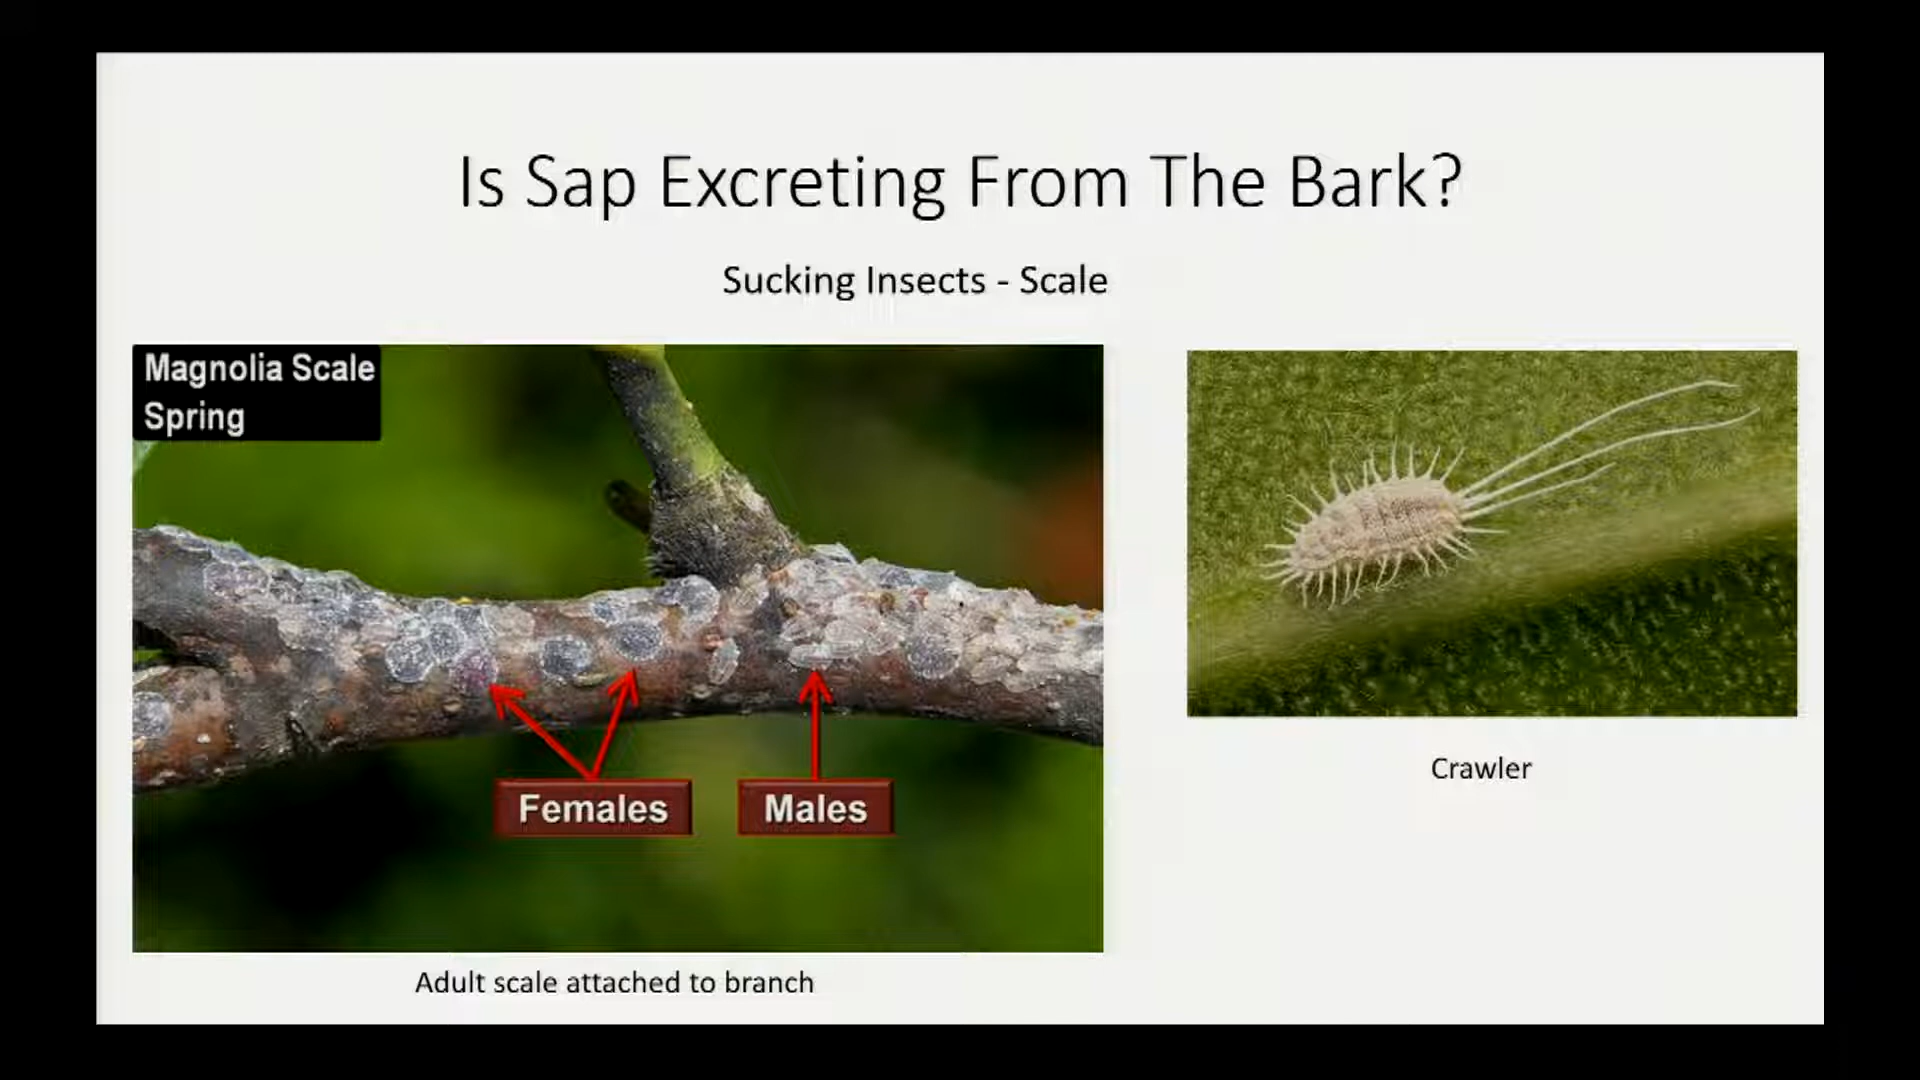 Is Sap Excreting From The Bark?
Sucking Insects - Scale
Magnolia Scale
Spring
Females
Males
Adult scale attached to branch
Crawler